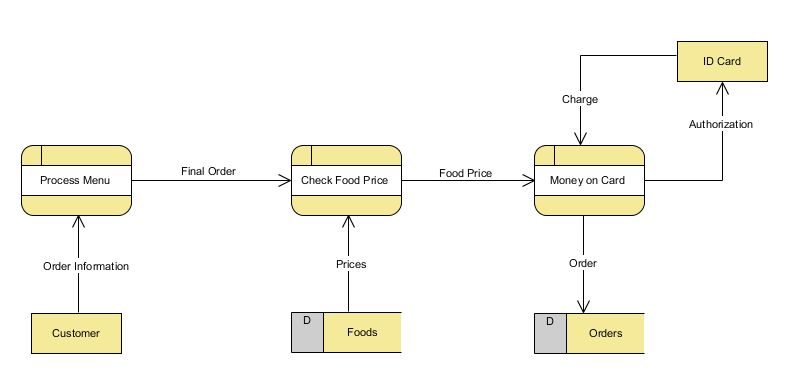 ID Card
Charge
Authorization
Process Menu
Final Order
Check Food Price
Food Price
Money on Card
Order Information
Prices
Order
Customer
D
Foods
D
Orders